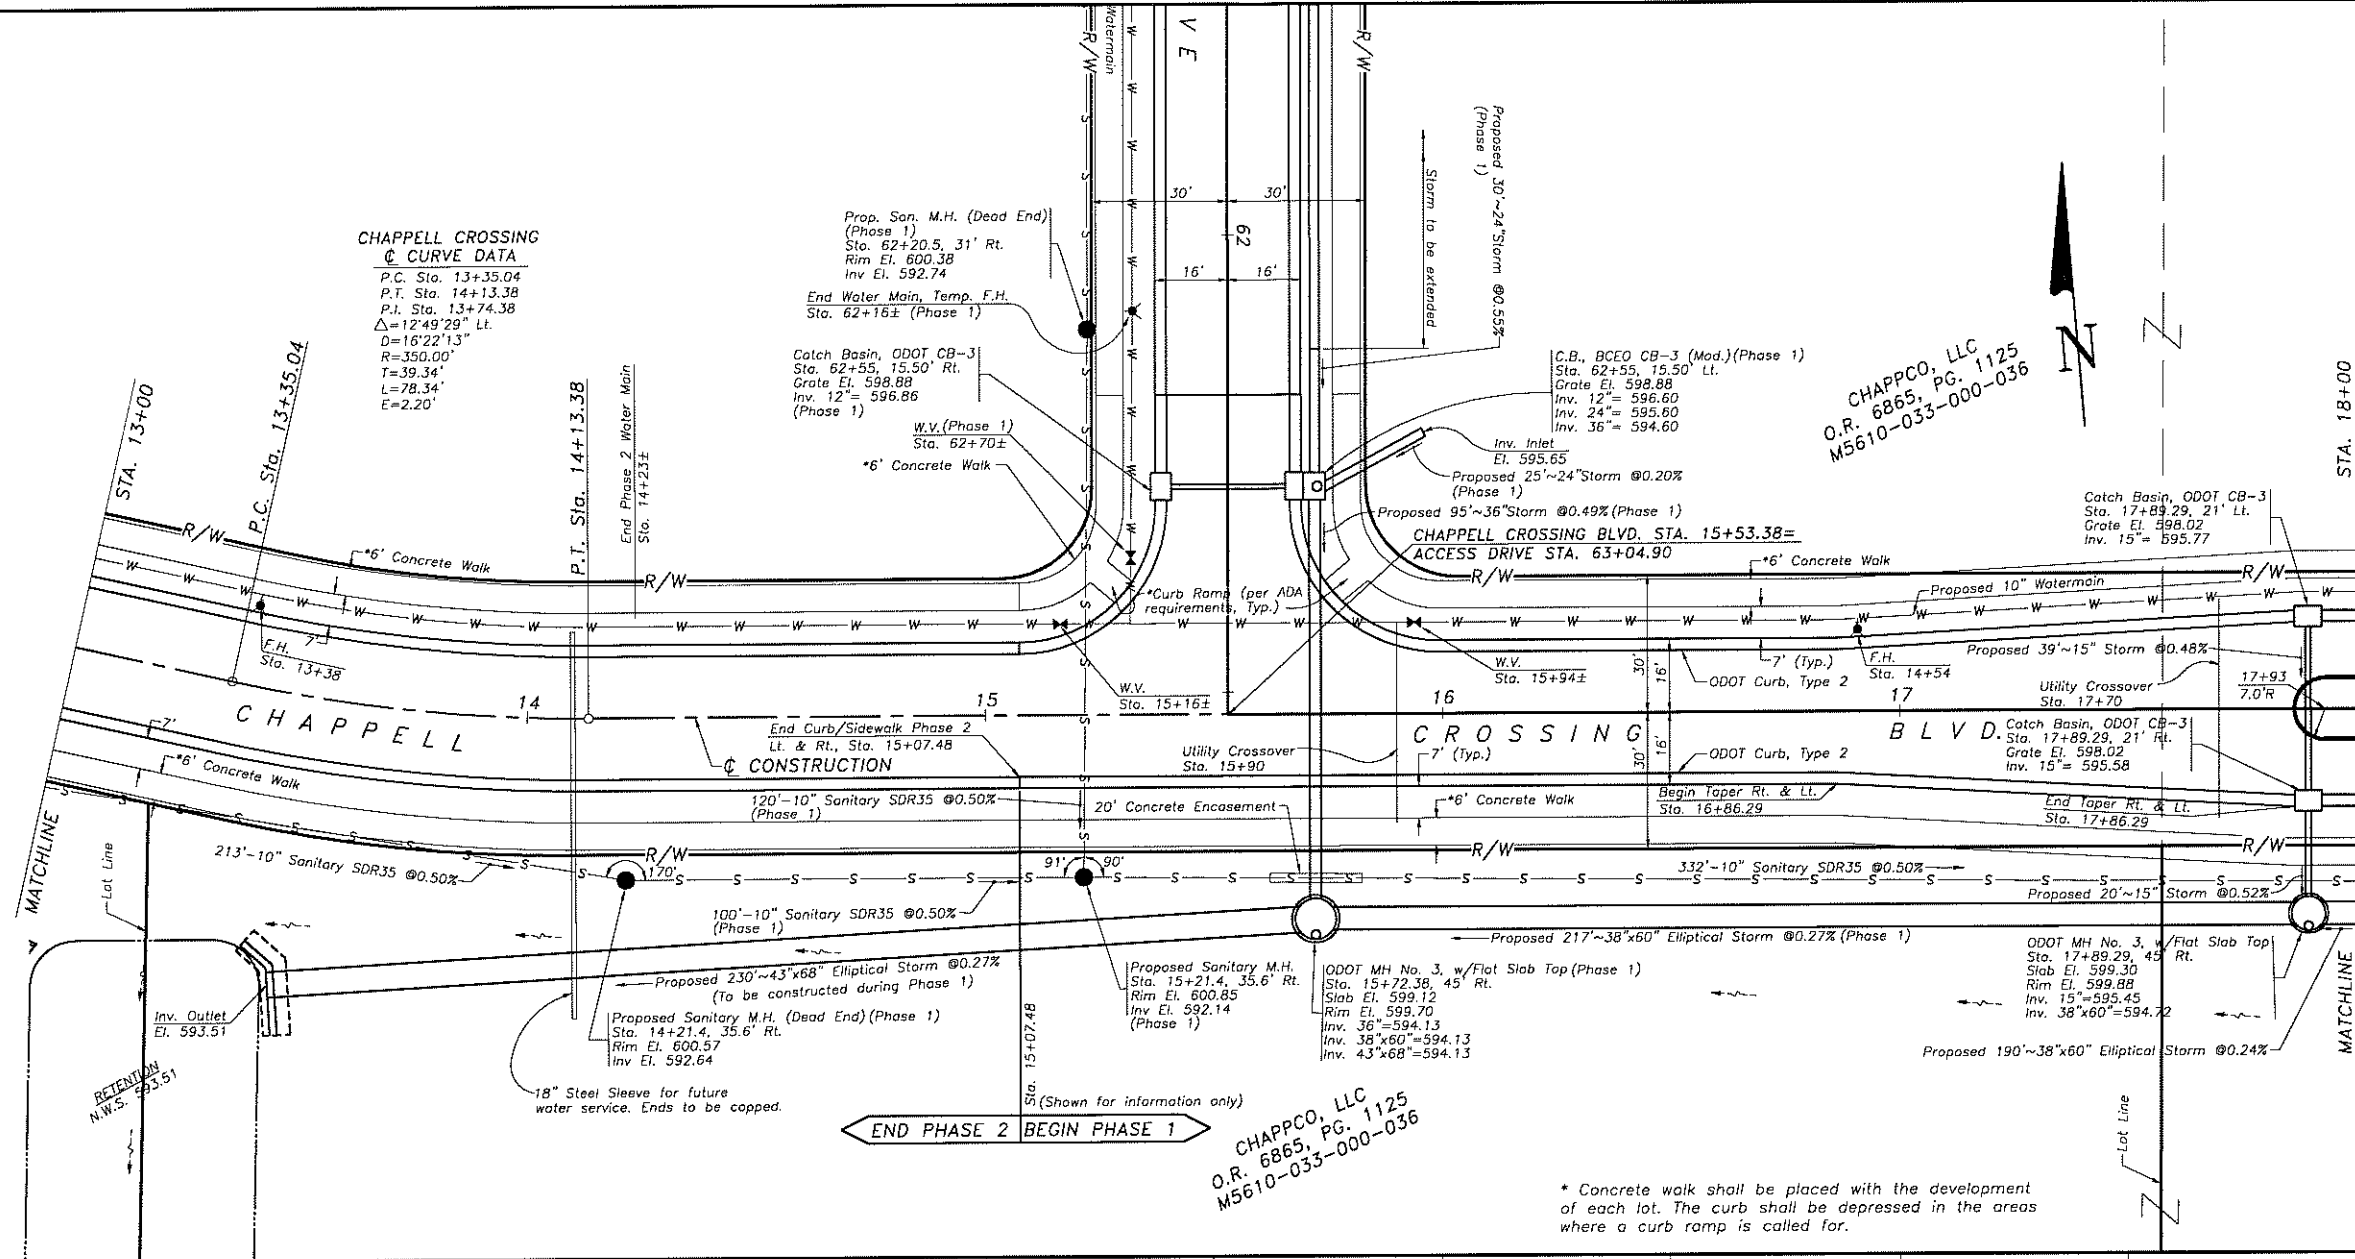 Watermain
V E
R/W
R/W
30'
30'
62
16'
16'
Storm to be extended
Proposed 30'~24"Storm @0.55%
(Phase 1)
CHAPPELL CROSSING
℄ CURVE DATA
P.C. Sta. 13+35.04
P.T. Sta. 14+13.38
P.I. Sta. 13+74.38
Δ=12°49'29" Lt.
D=16°22'13"
R=350.00'
T=39.34'
L=78.34'
E=2.20'
Prop. San. M.H. (Dead End)
(Phase 1)
Sta. 62+20.5, 31' Rt.
Rim El. 600.38
Inv El. 592.74
End Water Main, Temp. F.H.
Sta. 62+16± (Phase 1)
Catch Basin, ODOT CB-3
Sta. 62+55, 15.50' Rt.
Grate El. 598.88
Inv. 12"= 596.86
(Phase 1)
W.V.(Phase 1)
Sta. 62+70±
*6' Concrete Walk
C.B., BCEO CB-3 (Mod.)(Phase 1)
Sta. 62+55, 15.50' Lt.
Grate El. 598.88
Inv. 12"= 596.60
Inv. 24"= 595.60
Inv. 36"= 594.60
Inv. Inlet
El. 595.65
Proposed 25'~24"Storm @0.20%
(Phase 1)
Proposed 95'~36"Storm @0.49%(Phase 1)
CHAPPELL CROSSING BLVD. STA. 15+53.38=
ACCESS DRIVE STA. 63+04.90
N
CHAPPCO, LLC
O.R. 6865, PG. 1125
M5610-033-000-036
STA. 18+00
STA. 13+00
P.C. Sta. 13+35.04
P.T. Sta. 14+13.38
End Phase 2 Water Main
Sta. 14+23±
Catch Basin, ODOT CB-3
Sta. 17+89.29, 21' Lt.
Grate El. 598.02
Inv. 15"= 595.77
R/W
*6' Concrete Walk
R/W
*Curb Ramp (per ADA
requirements, Typ.)
R/W
*6' Concrete Walk
Proposed 10" Watermain
R/W
7'
F.H.
Sta. 13+38
W.V.
Sta. 15+16±
W.V.
Sta. 15+94±
30'
16'
7' (Typ.)
ODOT Curb, Type 2
F.H.
Sta. 14+54
Proposed 39'~15" Storm @0.48%
Utility Crossover
Sta. 17+70
17+93
7.0'R
14
15
16
17
CHAPPELL
CROSSING
BLVD.
End Curb/Sidewalk Phase 2
Lt. & Rt., Sta. 15+07.48
℄ CONSTRUCTION
Utility Crossover
Sta. 15+90
7' (Typ.)
30'
16'
ODOT Curb, Type 2
Catch Basin, ODOT CB-3
Sta. 17+89.29, 21' Rt.
Grate El. 598.02
Inv. 15"= 595.58
7'
*6' Concrete Walk
120'-10" Sanitary SDR35 @0.50%
(Phase 1)
20' Concrete Encasement
*6' Concrete Walk
Begin Taper Rt. & Lt.
Sta. 16+86.29
End Taper Rt. & Lt.
Sta. 17+86.29
MATCHLINE
Lot Line
213'-10" Sanitary SDR35 @0.50%
R/W
170°
91°
90°
R/W
R/W
332'-10" Sanitary SDR35 @0.50%
Proposed 20'~15" Storm @0.52%
100'-10" Sanitary SDR35 @0.50%
(Phase 1)
Proposed 217'~38"x60" Elliptical Storm @0.27% (Phase 1)
Proposed 230'~43"x68" Elliptical Storm @0.27%
(To be constructed during Phase 1)
Inv. Outlet
El. 593.51
RETENTION
N.W.S. 593.51
Proposed Sanitary M.H. (Dead End)(Phase 1)
Sta. 14+21.4, 35.6' Rt.
Rim El. 600.57
Inv El. 592.64
Proposed Sanitary M.H.
Sta. 15+21.4, 35.6' Rt.
Rim El. 600.85
Inv El. 592.14
(Phase 1)
ODOT MH No. 3, w/Flat Slab Top(Phase 1)
Sta. 15+72.38, 45' Rt.
Slab El. 599.12
Rim El. 599.70
Inv. 36"=594.13
Inv. 38"x60"=594.13
Inv. 43"x68"=594.13
ODOT MH No. 3, w/Flat Slab Top
Sta. 17+89.29, 45' Rt.
Slab El. 599.30
Rim El. 599.88
Inv. 15"=595.45
Inv. 38"x60"=594.72
MATCHLINE
Proposed 190'~38"x60" Elliptical Storm @0.24%
18" Steel Sleeve for future
water service. Ends to be capped.
Sta. 15+07.48
(Shown for information only)
END PHASE 2
BEGIN PHASE 1
CHAPPCO, LLC
O.R. 6865, PG. 1125
M5610-033-000-036
Lot Line
* Concrete walk shall be placed with the development
of each lot. The curb shall be depressed in the areas
where a curb ramp is called for.